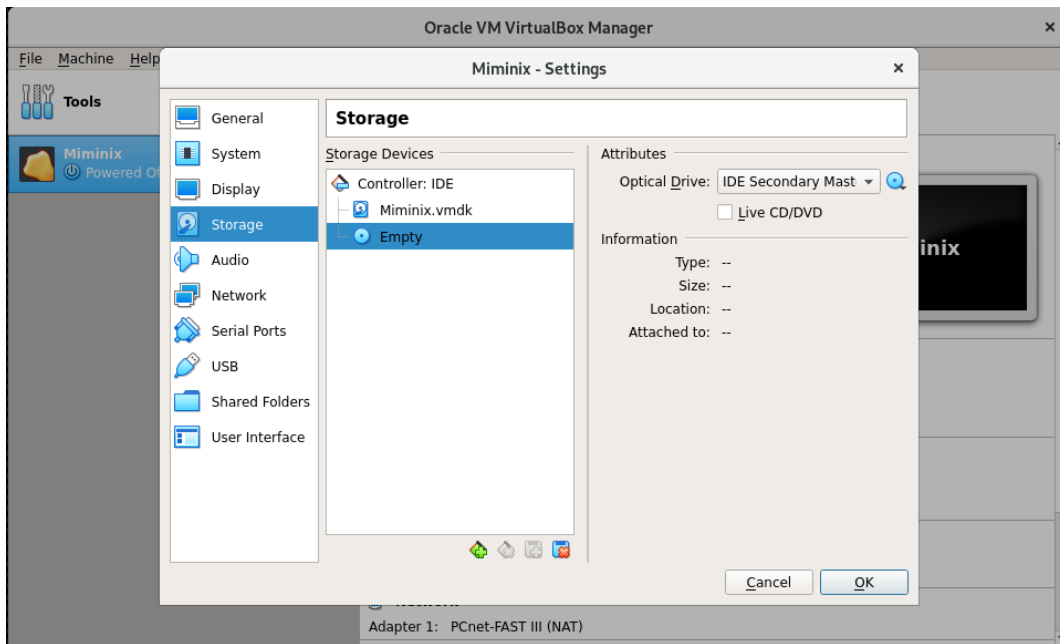 Oracle VM VirtualBox Manager
File Machine Help
Tools
Miminix
Powered Of
Miminix - Settings
General
System
Display
Storage
Audio
Network
Serial Ports
USB
Shared Folders
User Interface
Storage
Storage Devices
Controller: IDE
Miminix.vmdk
Empty
Attributes
Optical Drive: IDE Secondary Mast
Live CD/DVD
Information
Type: --
Size: --
Location: --
Attached to: --
Cancel OK
inix
Adapter 1: PCnet-FAST III (NAT)